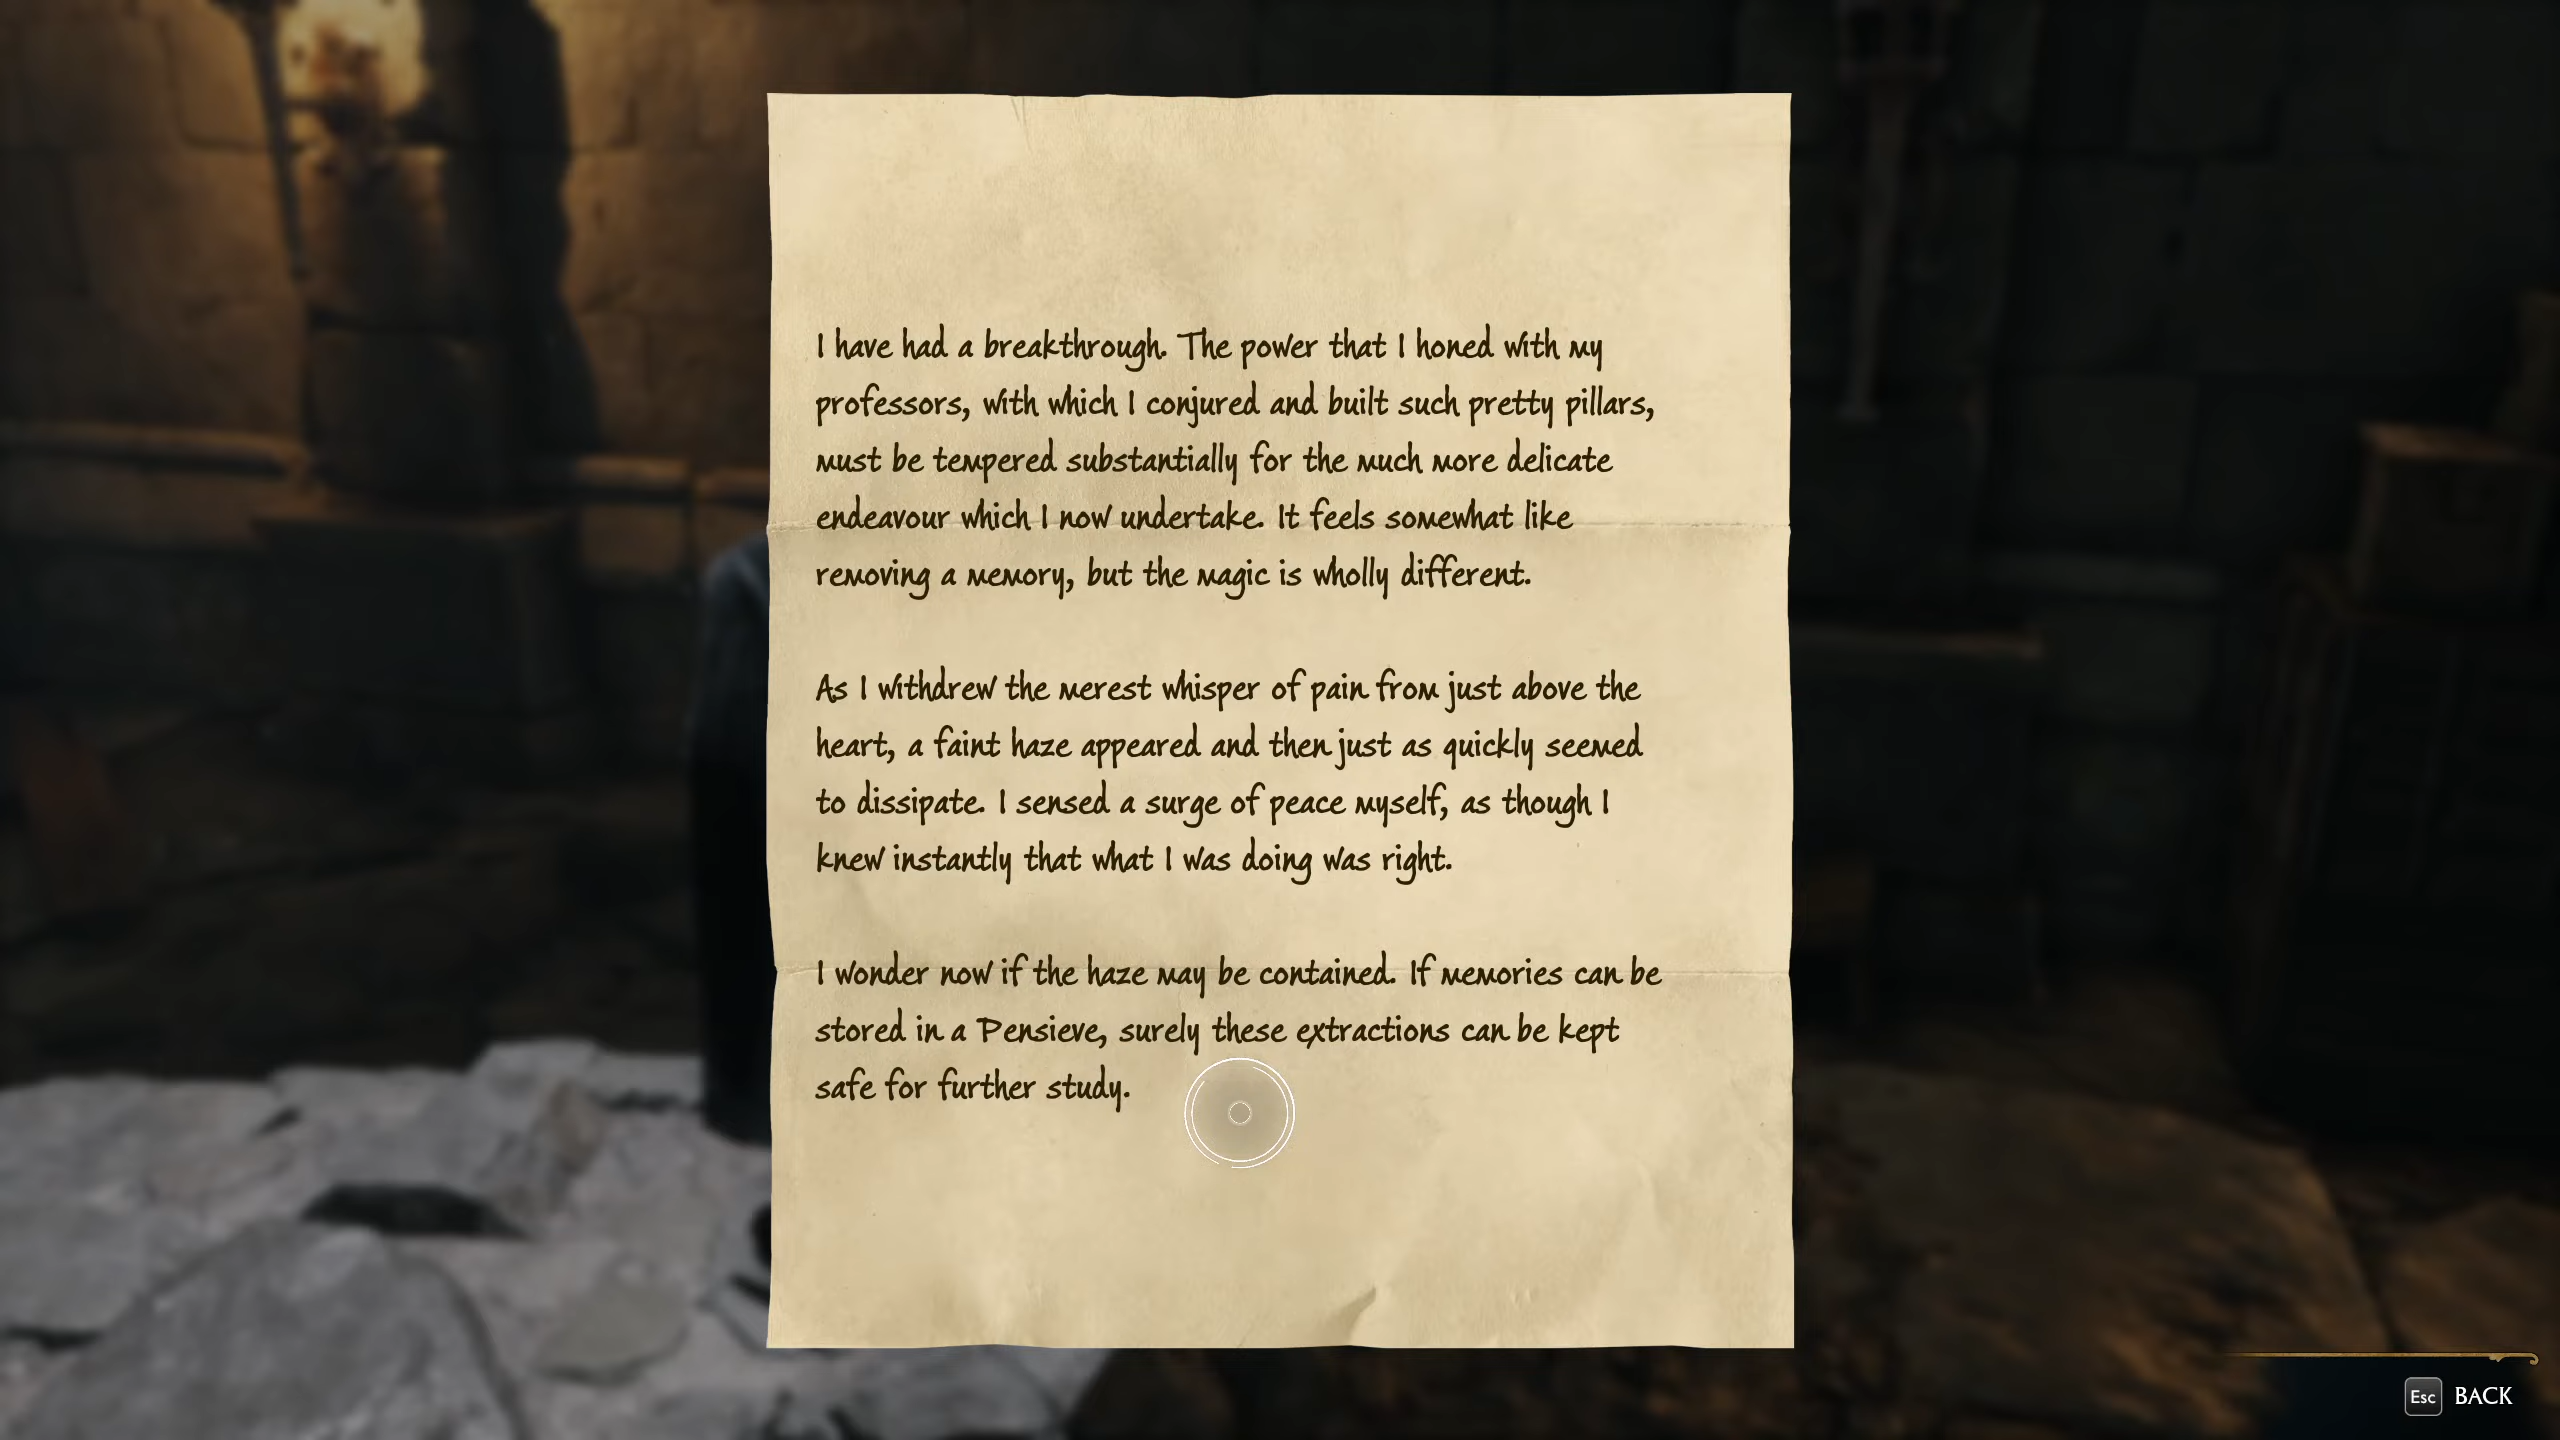 I have had a breakthrough. The power that I honed with my
professors, with which I conjured and built such pretty pillars,
must be tempered substantially for the much more delicate
endeavour which I now undertake. It feels somewhat like
removing a memory, but the magic is wholly different.
As I withdrew the merest whisper of pain from just above the
heart, a faint haze appeared and then just as quickly seemed
to dissipate. I sensed a surge of peace myself, as though I
knew instantly that what I was doing was right.
I wonder now if the haze may be contained. If memories can be
stored in a Pensieve, surely these extractions can be kept
safe for further study.
Esc BACK